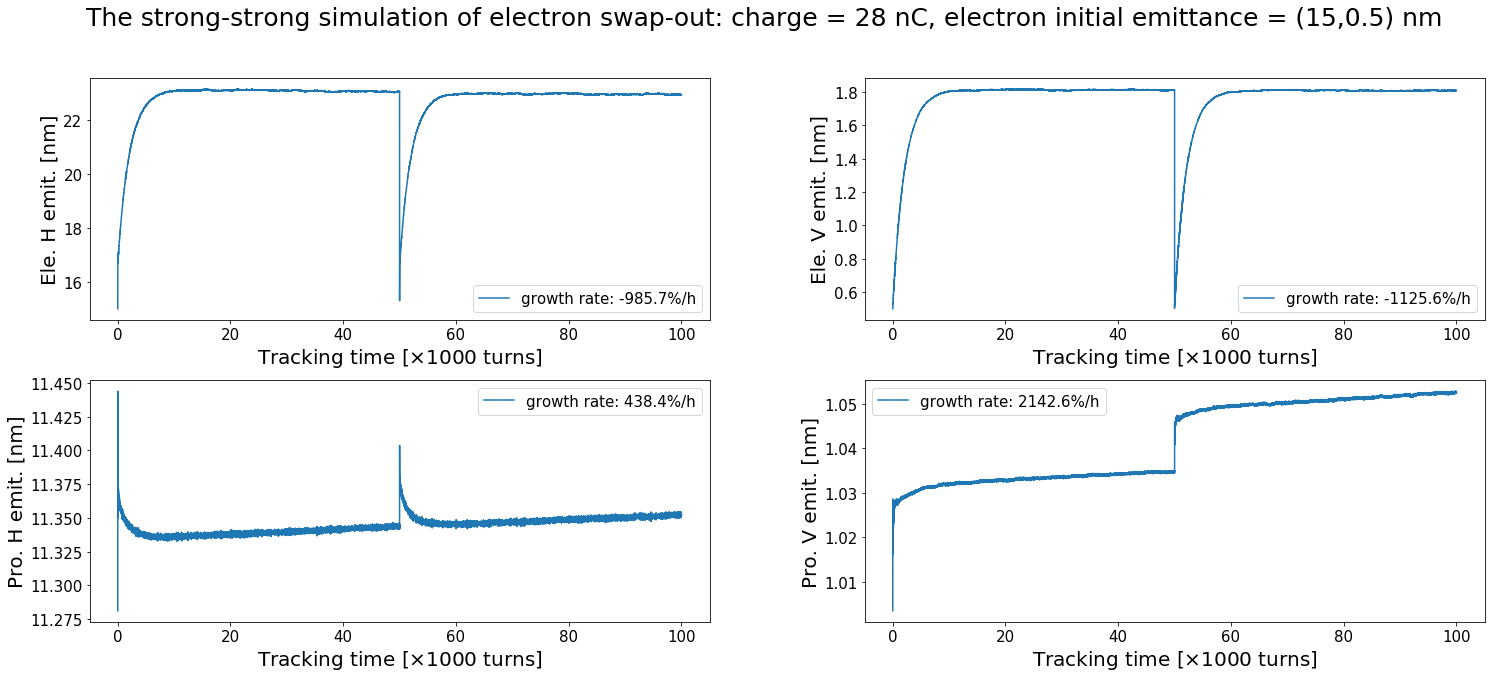 The strong-strong simulation of electron swap-out: charge = 28 nC, electron initial emittance = (15,0.5) nm
Ele. H emit. [nm]
22
20
18
16
growth rate: -985.7%/h
0 20 40 60 80 100
Tracking time [×1000 turns]
Ele. V emit. [nm]
1.8
1.6
1.4
1.2
1.0
0.8
0.6
growth rate: -1125.6%/h
0 20 40 60 80 100
Tracking time [×1000 turns]
Pro. H emit. [nm]
11.450
11.425
11.400
11.375
11.350
11.325
11.300
11.275
growth rate: 438.4%/h
0 20 40 60 80 100
Tracking time [×1000 turns]
Pro. V emit. [nm]
1.05
1.04
1.03
1.02
1.01
growth rate: 2142.6%/h
0 20 40 60 80 100
Tracking time [×1000 turns]